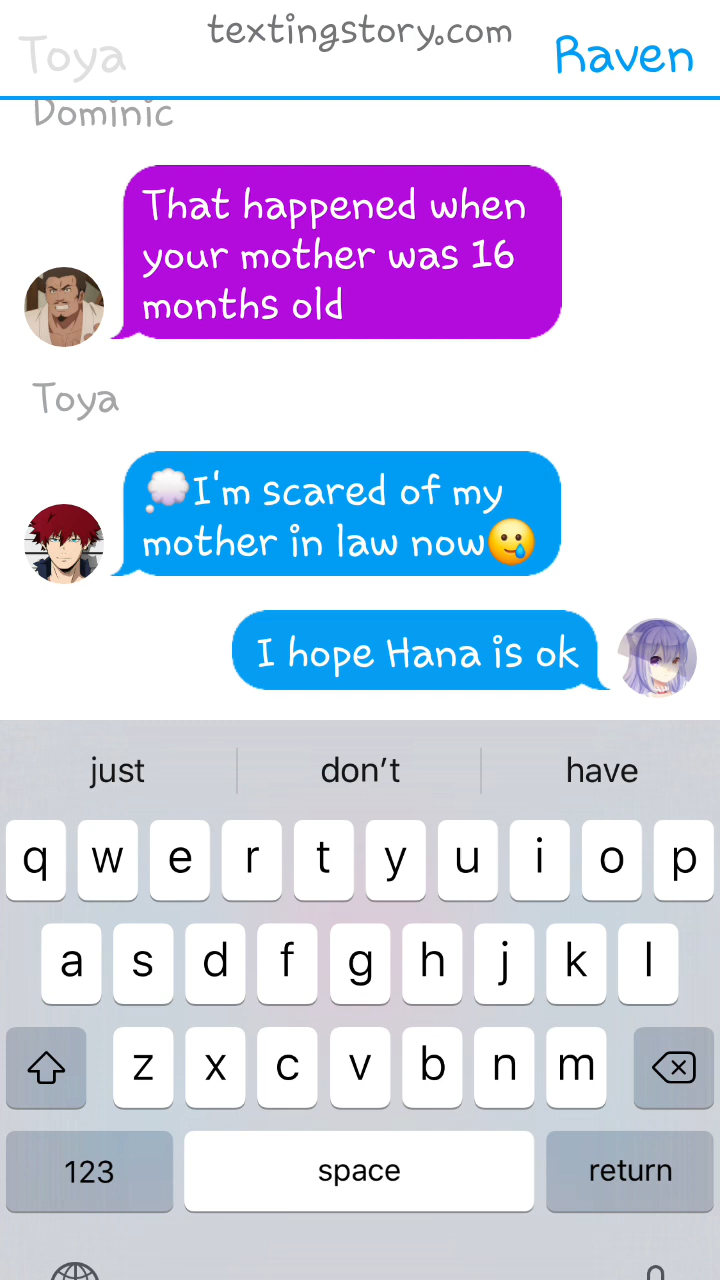 textingstory.com
Toya
Raven
Dominic
That happened when
your mother was 16
months old
Toya
💭I'm scared of my
mother in law now🥲
I hope Hana is ok
just don't have
q w e r t y u i o p
a s d f g h j k l
z x c v b n m
123 space return